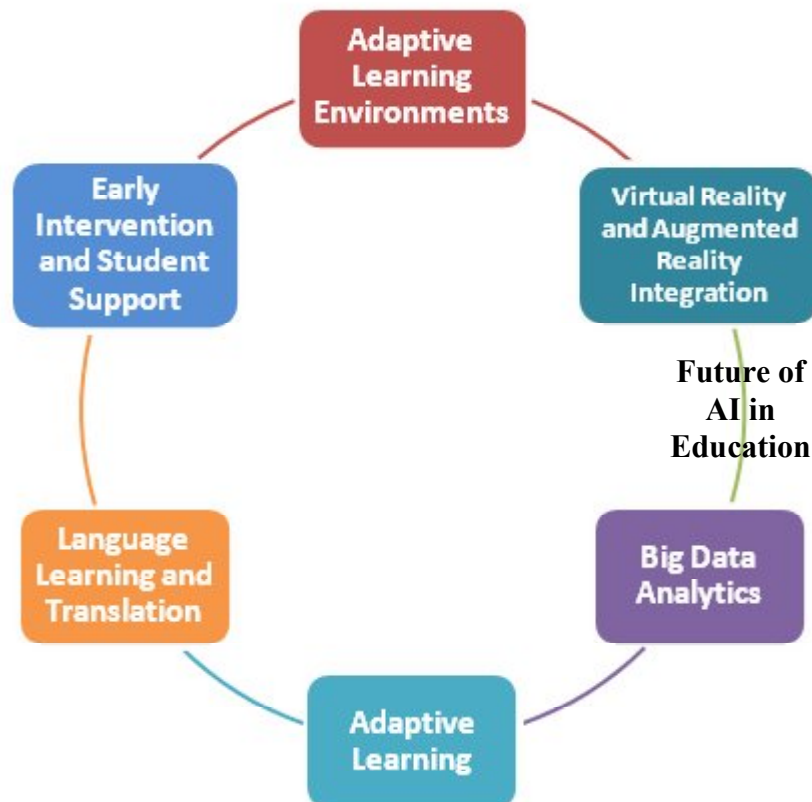 Adaptive
Learning
Environments
Virtual Reality
and Augmented
Reality
Integration
Future of
AI in
Education
Big Data
Analytics
Adaptive
Learning
Language
Learning and
Translation
Early
Intervention
and Student
Support